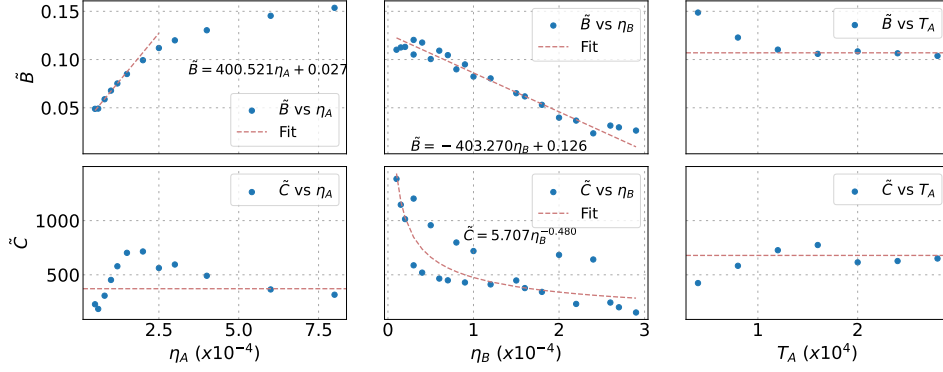 0.15
0.10
0.05
B̃
B̃ vs η_A
Fit
B̃ = 400.521η_A + 0.027
B̃ vs η_B
Fit
B̃ = − 403.270η_B + 0.126
B̃ vs T_A
1000
500
C̃
C̃ vs η_A
C̃ vs η_B
Fit
C̃ = 5.707η_B^−0.480
C̃ vs T_A
2.5 5.0 7.5
η_A (x10^−4)
0 1 2 3
η_B (x10^−4)
1 2
T_A (x10^4)